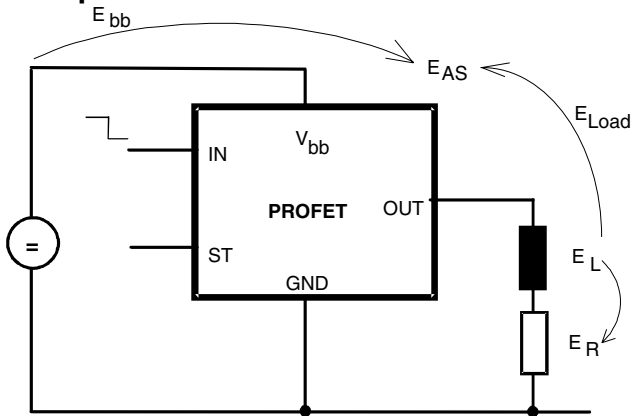 E bb
E AS
E Load
IN
V bb
PROFET
OUT
=
ST
E L
GND
E R